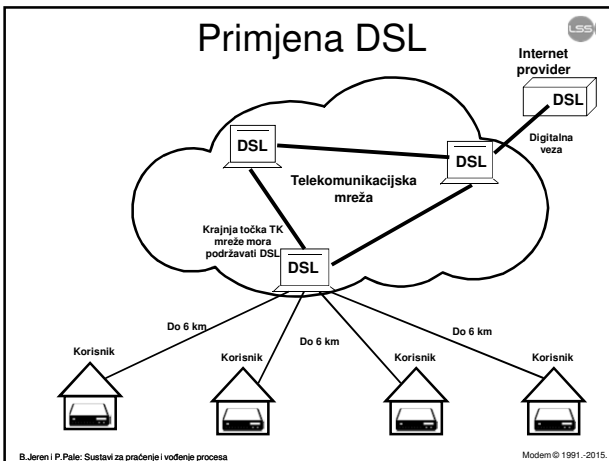 Primjena DSL
LSS
Internet
provider
DSL
Digitalna
veza
DSL
DSL
Telekomunikacijska
mreža
Krajnja točka TK
mreže mora
podržavati DSL
DSL
Do 6 km
Do 6 km
Do 6 km
Korisnik
Korisnik
Korisnik
Korisnik
B.Jeren i P.Pale: Sustavi za praćenje i vođenje procesa
Modem © 1991.-2015.